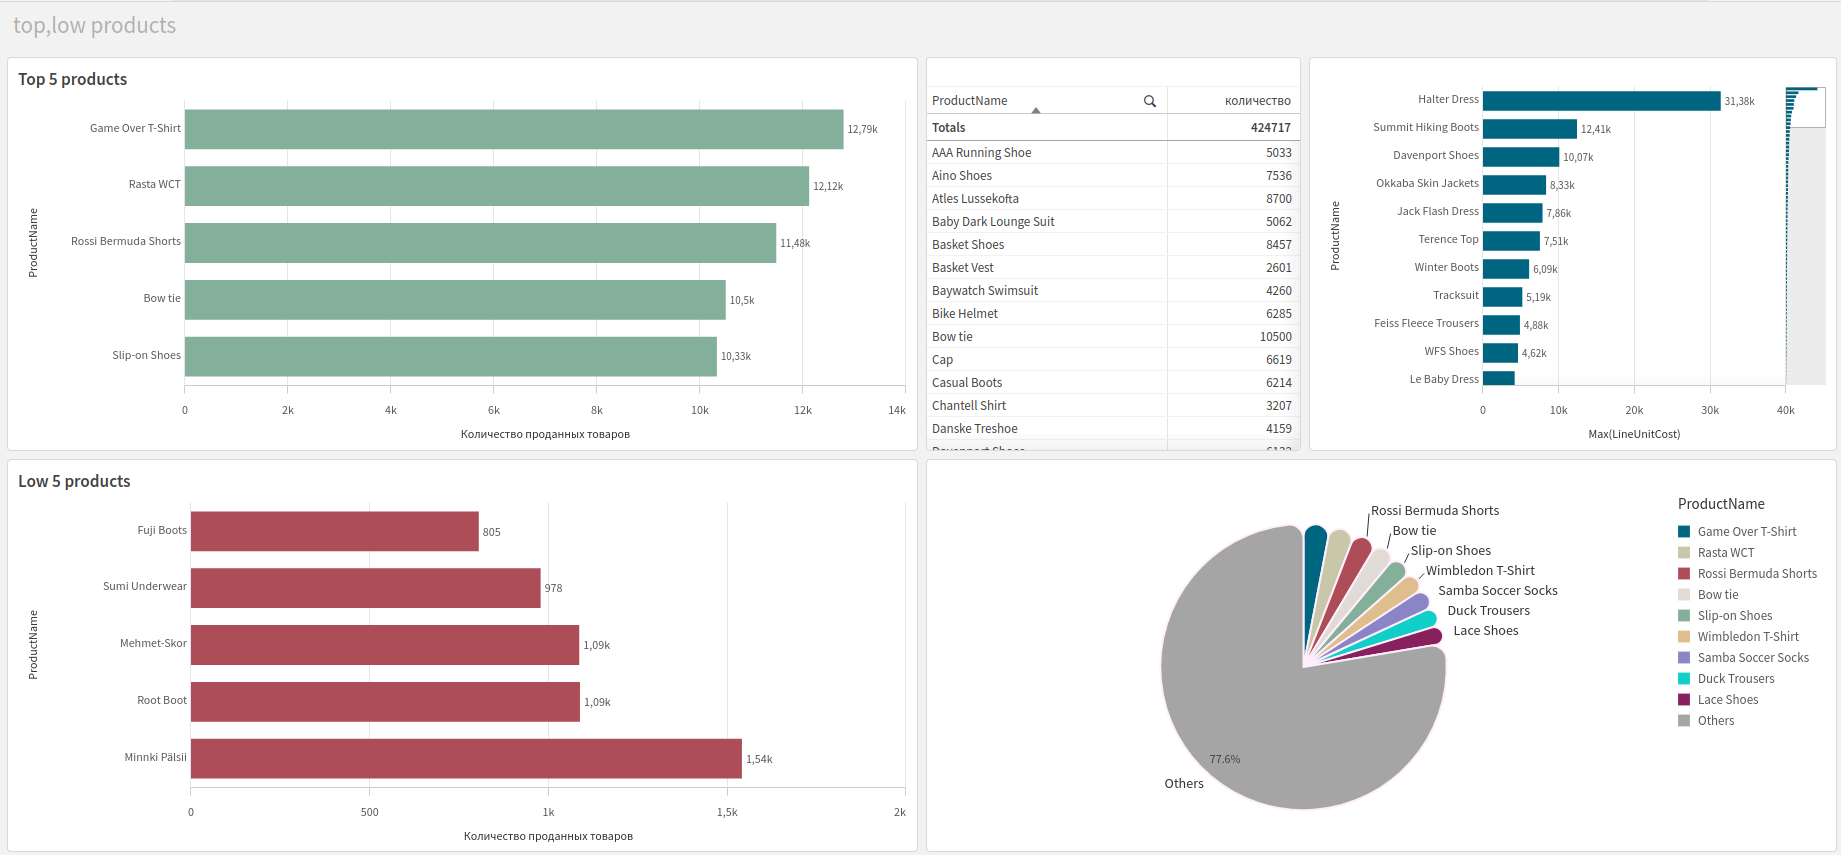 top,low products
Top 5 products
ProductName
Game Over T-Shirt 12,79k
Rasta WCT 12,12k
Rossi Bermuda Shorts 11,48k
Bow tie 10,5k
Slip-on Shoes 10,33k
0 2k 4k 6k 8k 10k 12k 14k
Количество проданных товаров
ProductName количество
Totals 424717
AAA Running Shoe 5033
Aino Shoes 7536
Atles Lussekofta 8700
Baby Dark Lounge Suit 5062
Basket Shoes 8457
Basket Vest 2601
Baywatch Swimsuit 4260
Bike Helmet 6285
Bow tie 10500
Cap 6619
Casual Boots 6214
Chantell Shirt 3207
Danske Treshoe 4159
ProductName
Halter Dress 31,38k
Summit Hiking Boots 12,41k
Davenport Shoes 10,07k
Okkaba Skin Jackets 8,33k
Jack Flash Dress 7,86k
Terence Top 7,51k
Winter Boots 6,09k
Tracksuit 5,19k
Feiss Fleece Trousers 4,88k
WFS Shoes 4,62k
Le Baby Dress
0 10k 20k 30k 40k
Max(LineUnitCost)
Low 5 products
ProductName
Fuji Boots 805
Sumi Underwear 978
Mehmet-Skor 1,09k
Root Boot 1,09k
Minnki Pälsii 1,54k
0 500 1k 1,5k 2k
Количество проданных товаров
Rossi Bermuda Shorts
Bow tie
Slip-on Shoes
Wimbledon T-Shirt
Samba Soccer Socks
Duck Trousers
Lace Shoes
77.6%
Others
ProductName
Game Over T-Shirt
Rasta WCT
Rossi Bermuda Shorts
Bow tie
Slip-on Shoes
Wimbledon T-Shirt
Samba Soccer Socks
Duck Trousers
Lace Shoes
Others